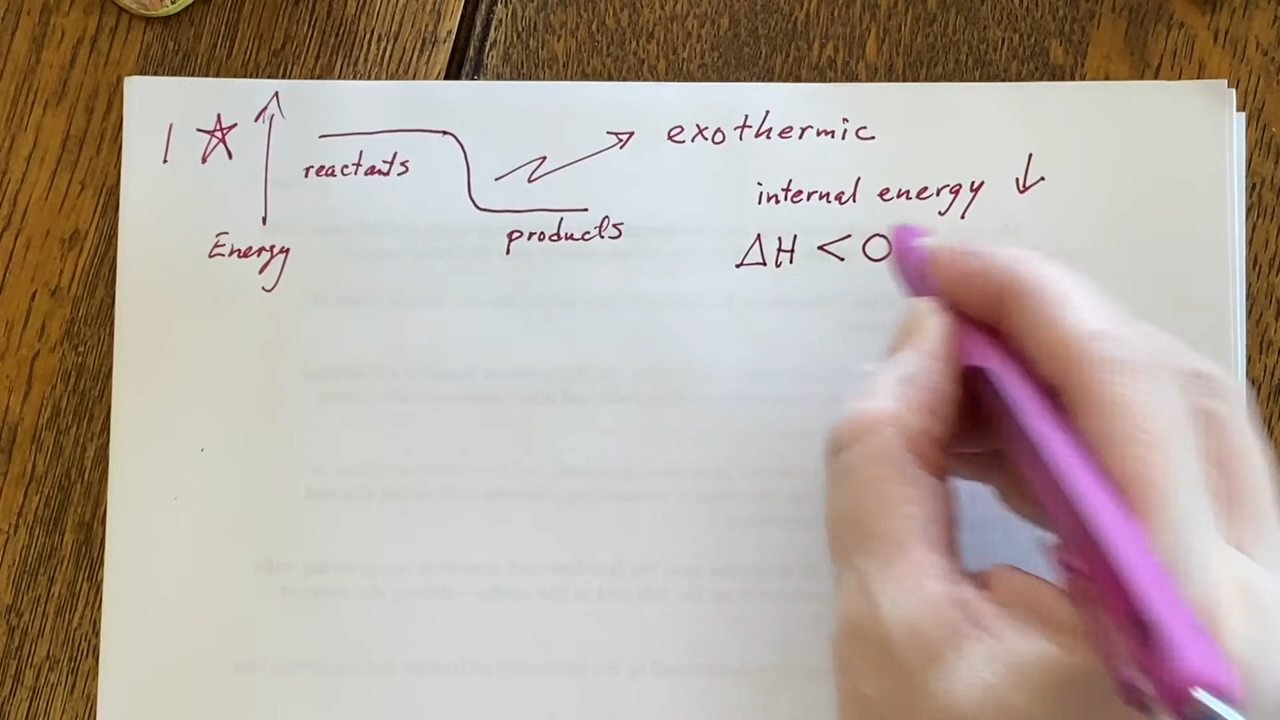 1 ☆
Energy
reactants
products
exothermic
internal energy ↓
ΔH < 0